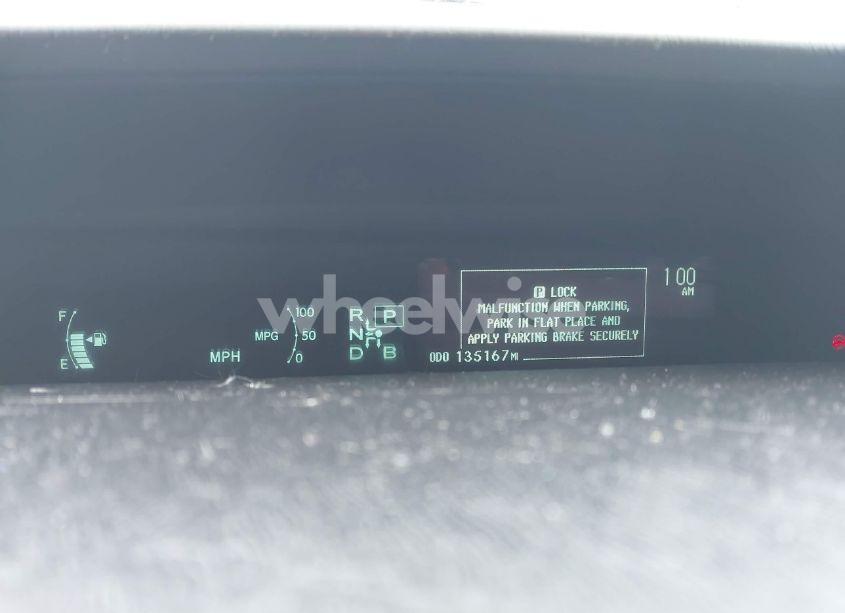 F
E
MPH
MPG
100
50
0
R P
N
D B
P LOCK
MALFUNCTION WHEN PARKING,
PARK IN FLAT PLACE AND
APPLY PARKING BRAKE SECURELY
ODO 135167 MI
1:00
AM